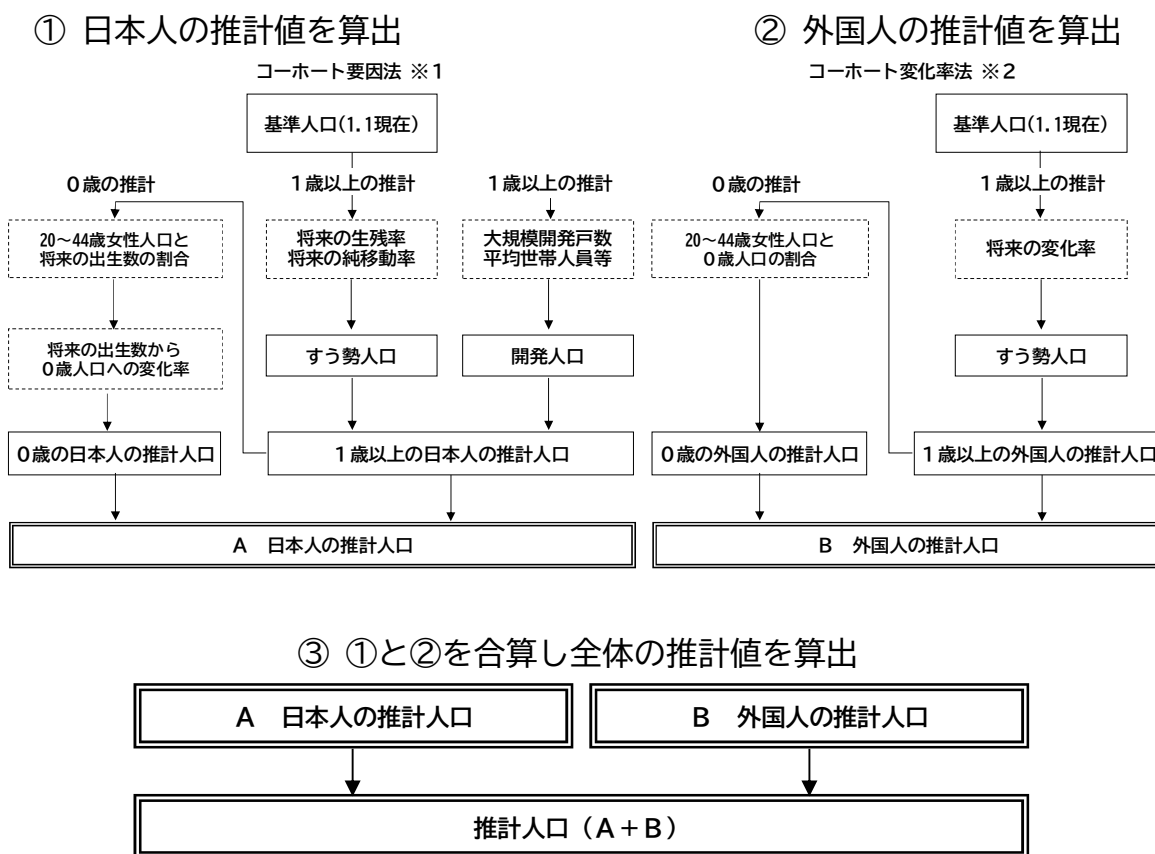 ① 日本人の推計値を算出
コーホート要因法 ※1
基準人口(1.1現在)
0歳の推計
1歳以上の推計
1歳以上の推計
20～44歳女性人口と
将来の出生数の割合
将来の生残率
将来の純移動率
大規模開発戸数
平均世帯人員等
将来の出生数から
0歳人口への変化率
すう勢人口
開発人口
0歳の日本人の推計人口
1歳以上の日本人の推計人口
A 日本人の推計人口
② 外国人の推計値を算出
コーホート変化率法 ※2
基準人口(1.1現在)
0歳の推計
1歳以上の推計
20～44歳女性人口と
0歳人口の割合
将来の変化率
すう勢人口
0歳の外国人の推計人口
1歳以上の外国人の推計人口
B 外国人の推計人口
③ ①と②を合算し全体の推計値を算出
A 日本人の推計人口
B 外国人の推計人口
推計人口（A＋B）